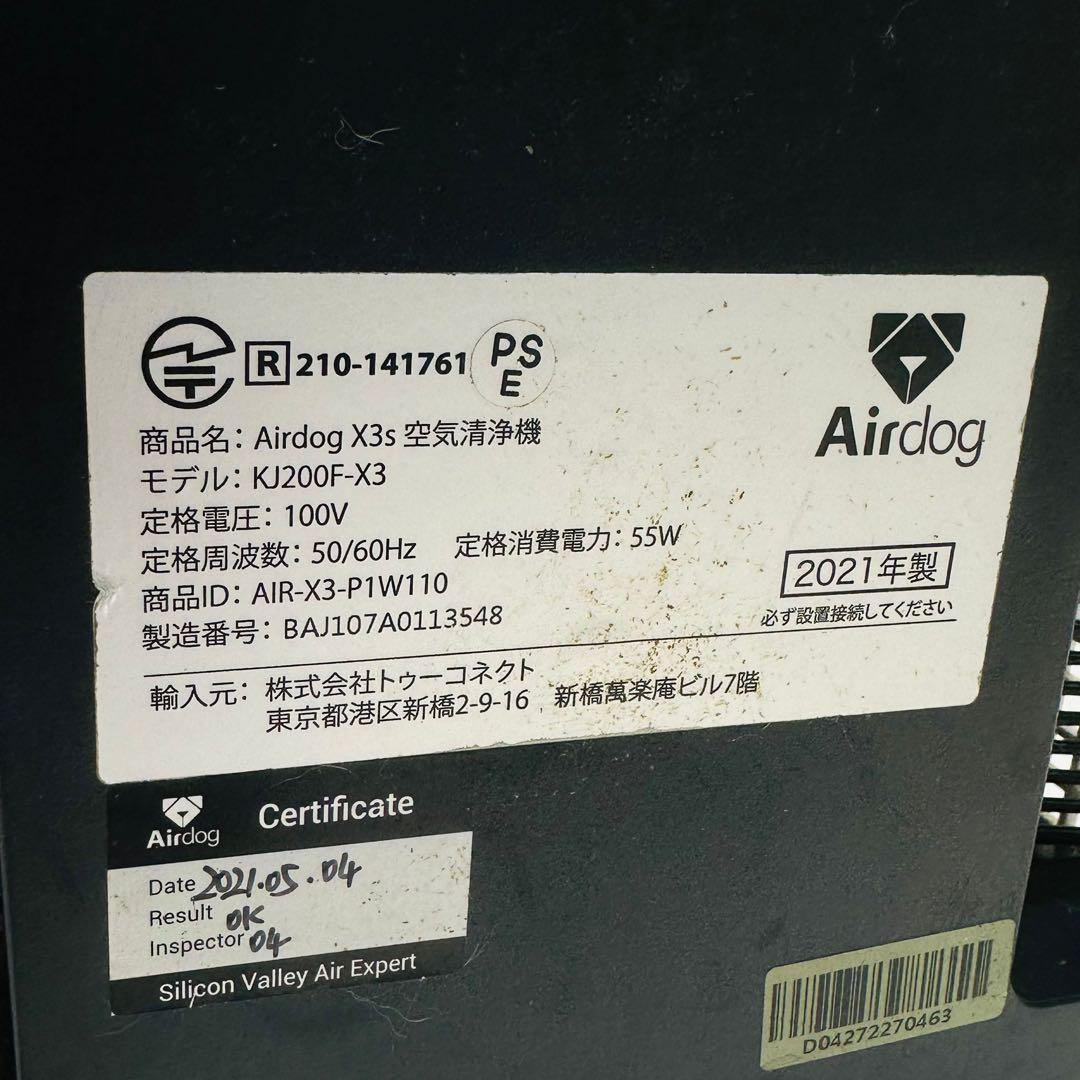 R 210-141761 PSE
Airdog
商品名：Airdog X3s 空気清浄機
モデル：KJ200F-X3
定格電圧：100V
定格周波数：50/60Hz 定格消費電力：55W
商品ID：AIR-X3-P1W110
製造番号：BAJ107A0113548
2021年製
必ず設置接続してください
輸入元：株式会社トゥーコネクト
東京都港区新橋2-9-16 新橋萬楽庵ビル7階
Airdog
Certificate
Date 2021.05.04
Result OK
Inspector 04
Silicon Valley Air Expert
D04272270463